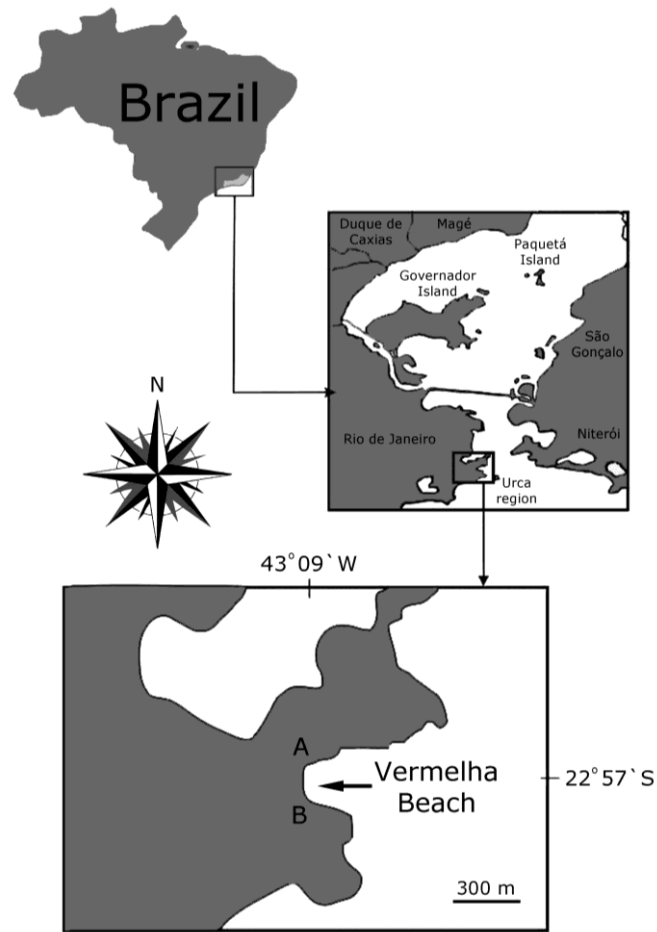 Brazil
Duque de
Caxias
Magé
Paquetá
Island
Governador
Island
São
Gonçalo
Rio de Janeiro
Niterói
Urca
region
N
43°09`W
A
Vermelha
Beach
B
22°57`S
300 m